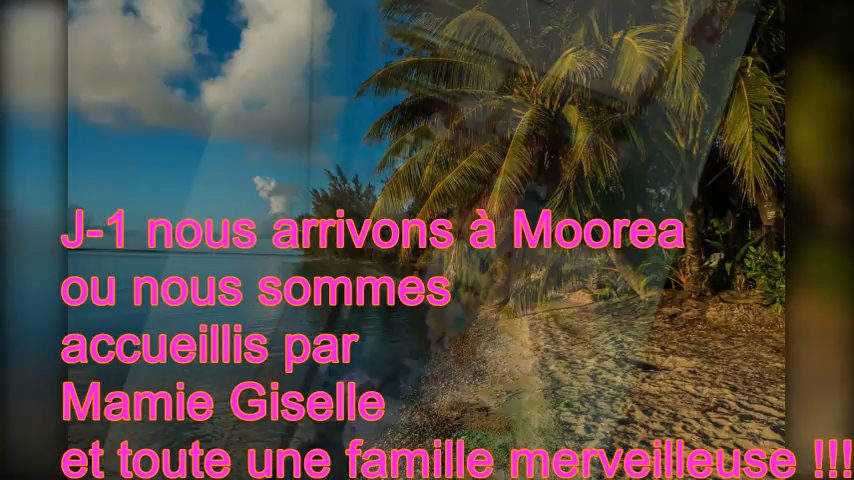 J-1 nous arrivons à Moorea
ou nous sommes
accueillis par
Mamie Giselle
et toute une famille merveilleuse !!!